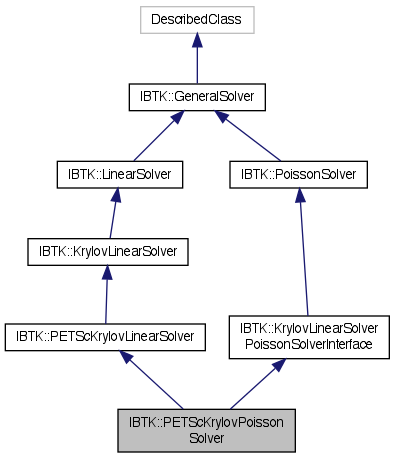 DescribedClass
IBTK::GeneralSolver
IBTK::LinearSolver
IBTK::PoissonSolver
IBTK::KrylovLinearSolver
IBTK::PETScKrylovLinearSolver
IBTK::KrylovLinearSolver
PoissonSolverInterface
IBTK::PETScKrylovPoisson
Solver